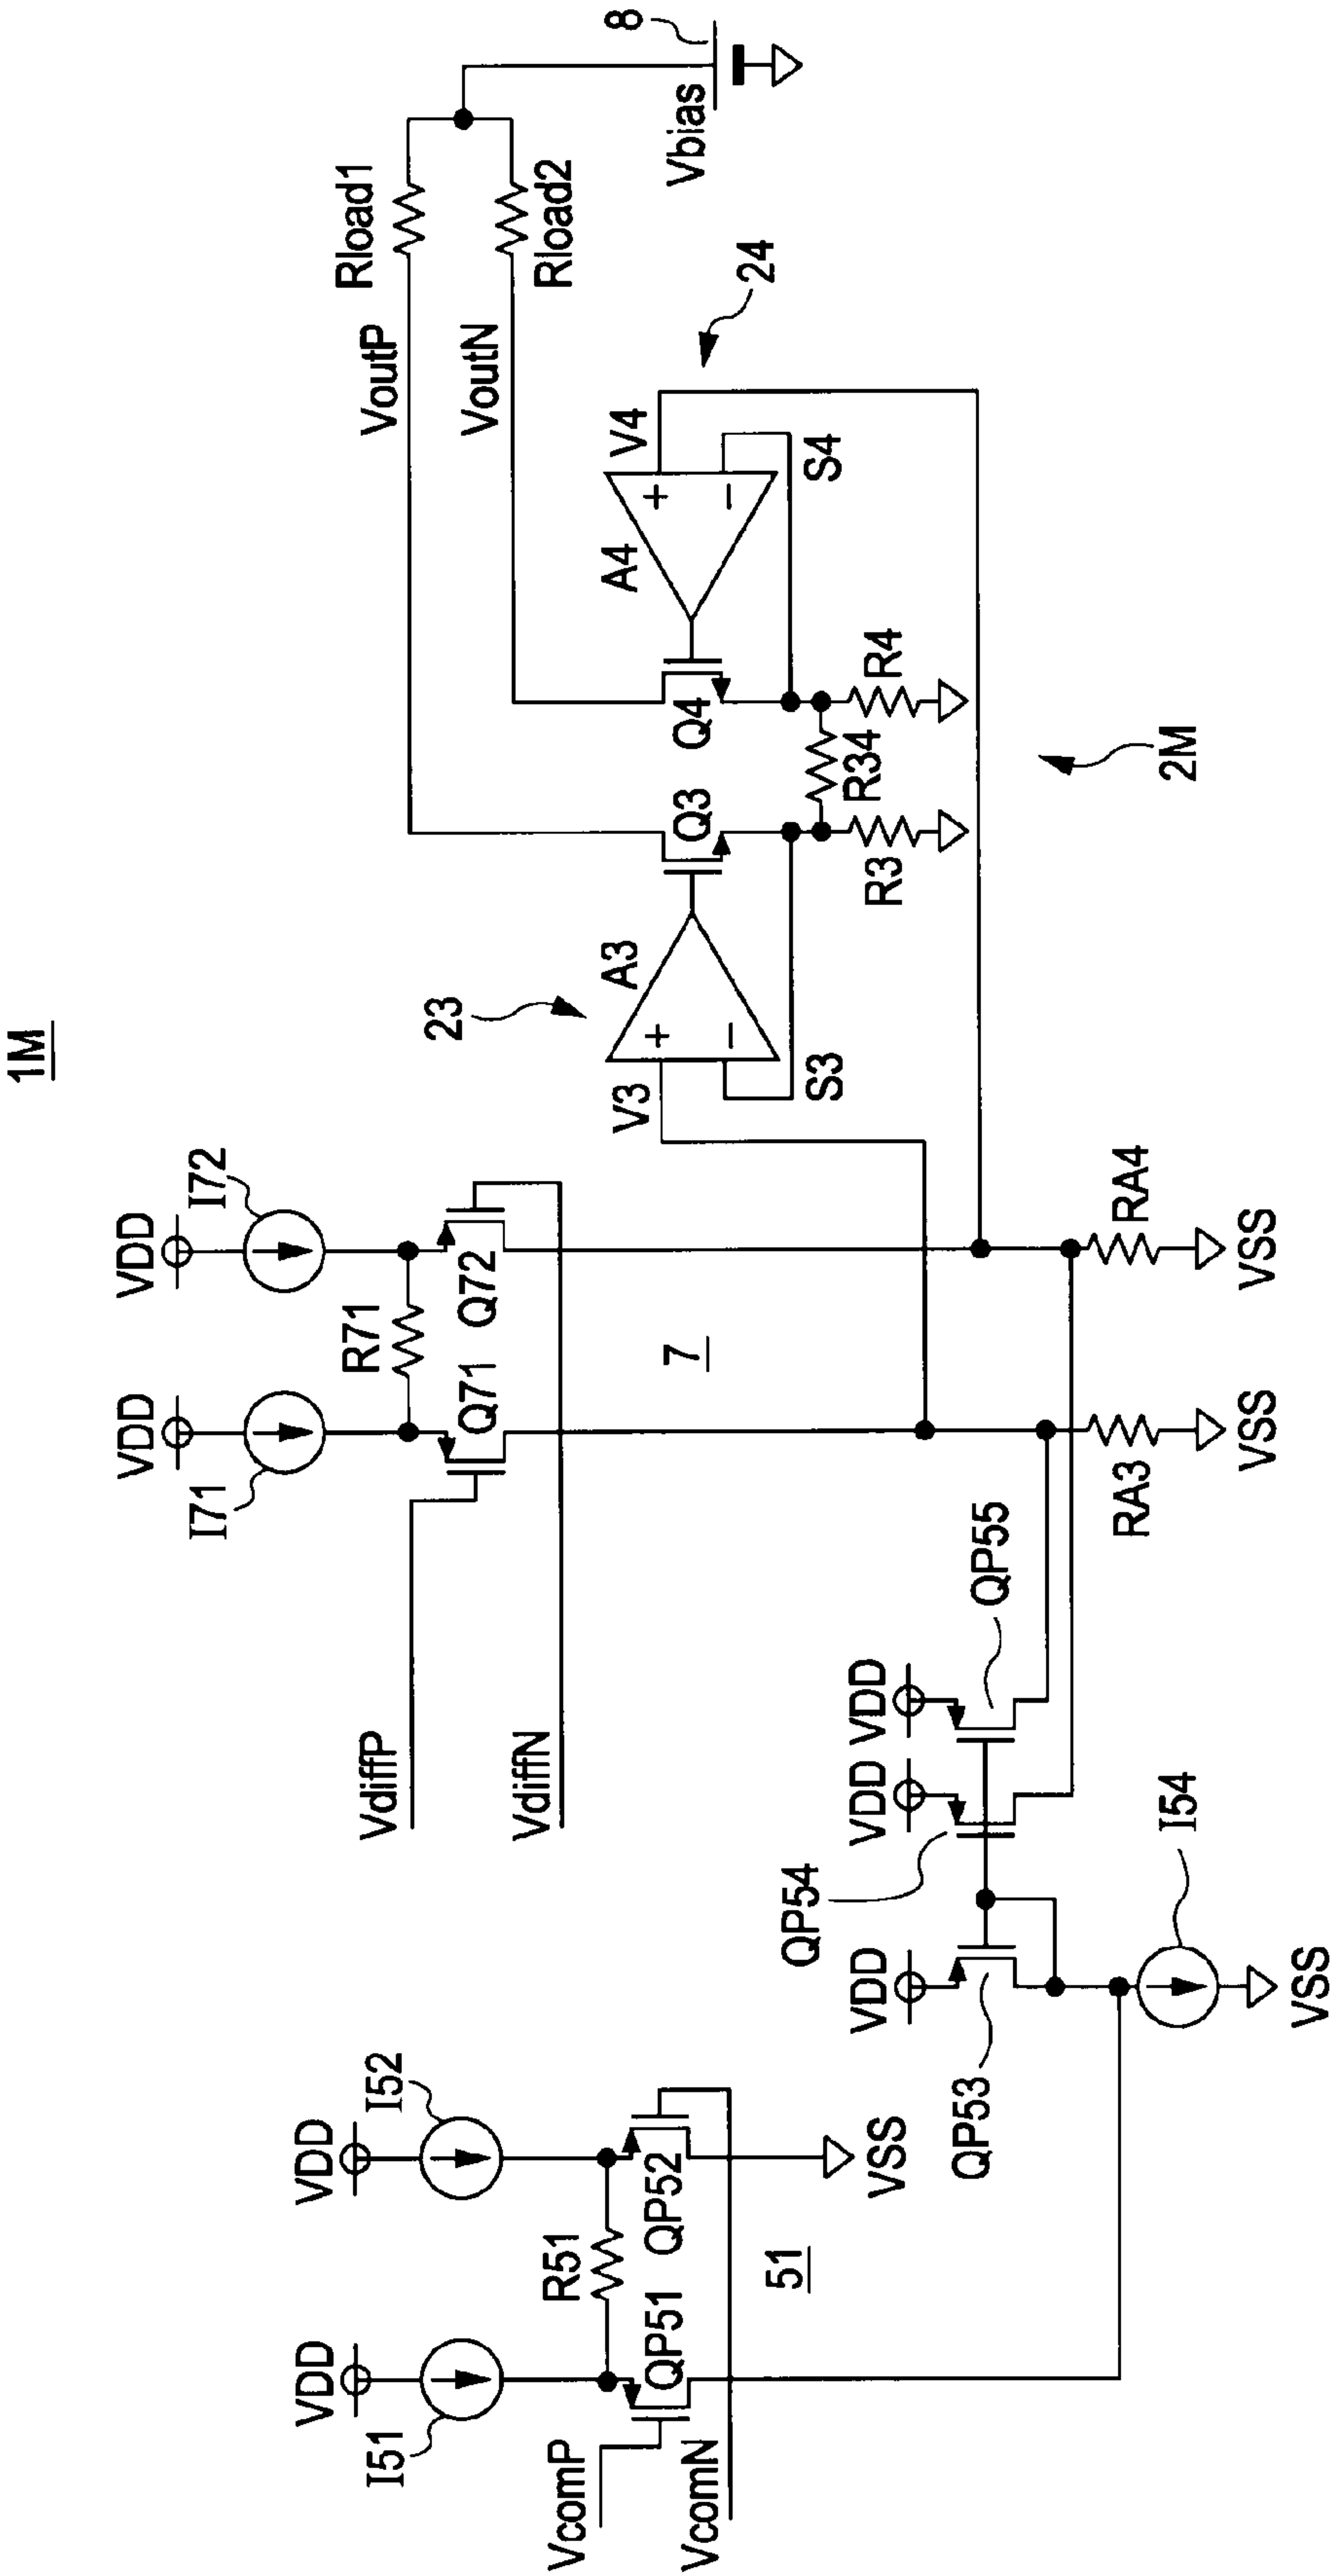 1M
VDD
VDD
I71
I72
R71
Q71
Q72
VdiffP
VdiffN
7
VoutP
VoutN
Rload1
Rload2
Vbias
8
23
A3
V3
+
−
S3
Q3
24
A4
V4
+
−
S4
Q4
R34
R3
R4
2M
VDD
VDD
I51
I52
R51
VcomP
QP51
QP52
VcomN
51
VSS
VDD
VDD
VDD
QP54
QP53
QP55
I54
VSS
RA3
RA4
VSS
VSS